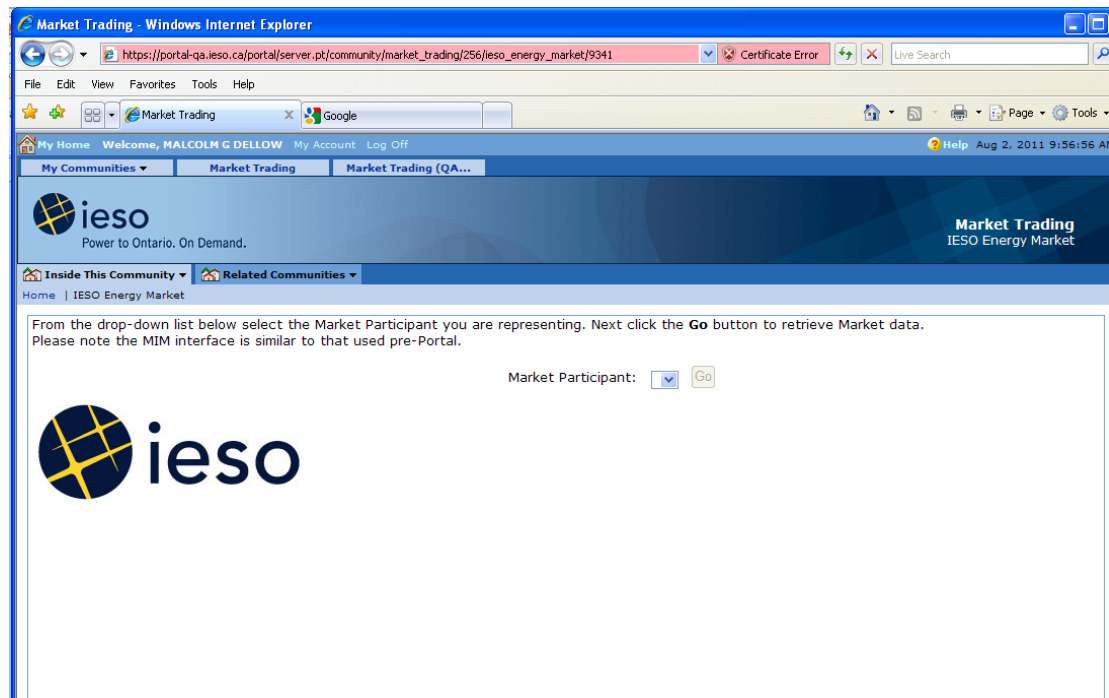 Market Trading - Windows Internet Explorer
https://portal-qa.ieso.ca/portal/server.pt/community/market_trading/256/ieso_energy_market/9341 Certificate Error Live Search
File Edit View Favorites Tools Help
Market Trading Google Page Tools
My Home Welcome, MALCOLM G DELLOW My Account Log Off Help Aug 2, 2011 9:56:56 AM
My Communities Market Trading Market Trading (QA...
ieso
Power to Ontario. On Demand.
Market Trading
IESO Energy Market
Inside This Community Related Communities
Home | IESO Energy Market
From the drop-down list below select the Market Participant you are representing. Next click the Go button to retrieve Market data.
Please note the MIM interface is similar to that used pre-Portal.
Market Participant: Go
ieso